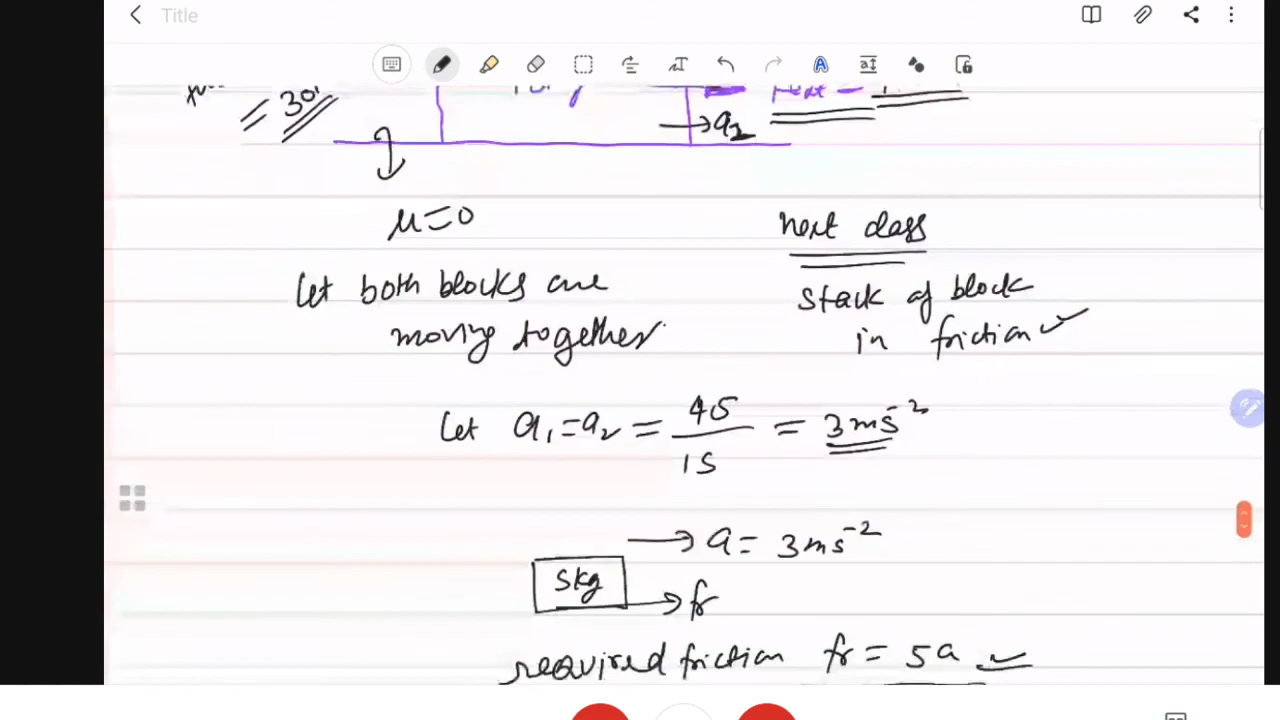 Title
= 30
→a₂
μ=0
next class
Let both blocks are
moving together
stack of block
in friction ✓
Let a₁=a₂ = 45/15 = 3ms⁻²
→ a = 3ms⁻²
5kg
→ fr
required friction fr = 5a ✓